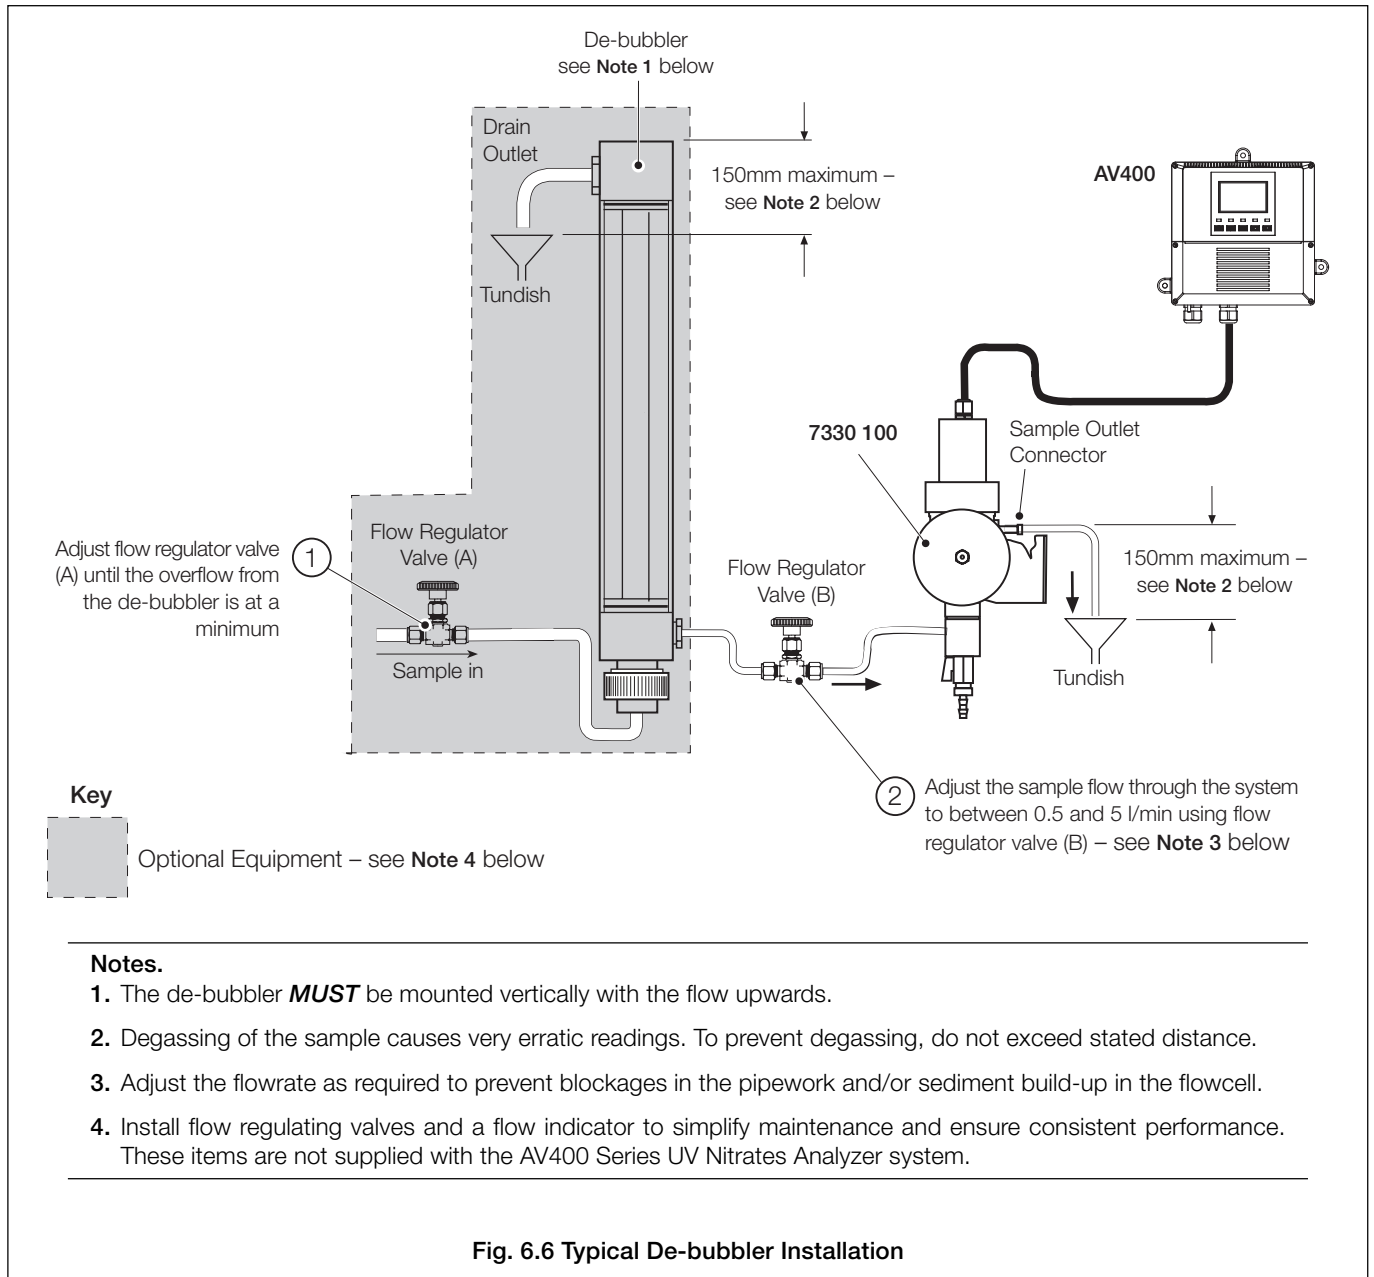 De-bubbler
see Note 1 below
Drain
Outlet
150mm maximum –
see Note 2 below
AV400
Tundish
7330 100
Sample Outlet
Connector
Adjust flow regulator valve
(A) until the overflow from
the de-bubbler is at a
minimum
1
Flow Regulator
Valve (A)
Sample in
Flow Regulator
Valve (B)
150mm maximum –
see Note 2 below
Tundish
2
Adjust the sample flow through the system
to between 0.5 and 5 l/min using flow
regulator valve (B) – see Note 3 below
Key
Optional Equipment – see Note 4 below
Notes.
1. The de-bubbler MUST be mounted vertically with the flow upwards.
2. Degassing of the sample causes very erratic readings. To prevent degassing, do not exceed stated distance.
3. Adjust the flowrate as required to prevent blockages in the pipework and/or sediment build-up in the flowcell.
4. Install flow regulating valves and a flow indicator to simplify maintenance and ensure consistent performance.
These items are not supplied with the AV400 Series UV Nitrates Analyzer system.
Fig. 6.6 Typical De-bubbler Installation